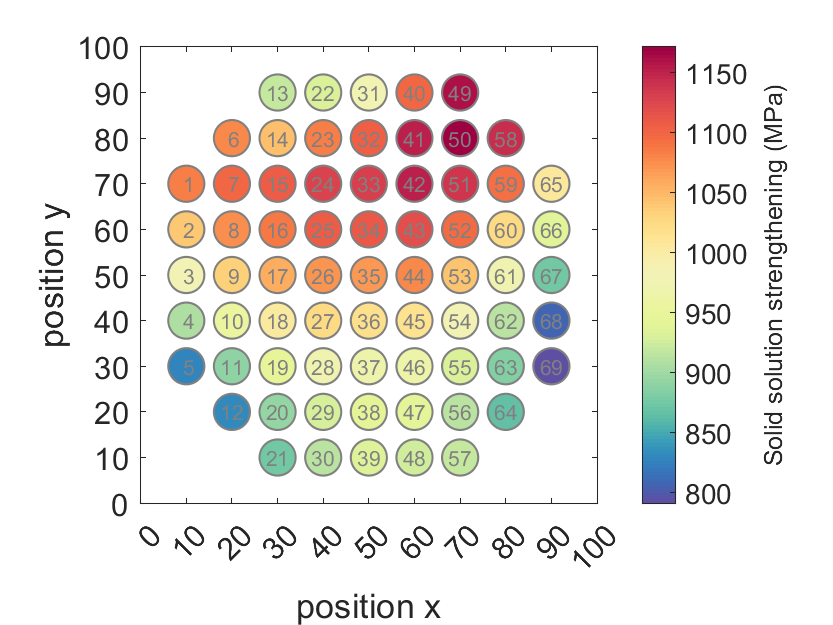 100
90
80
70
60
50
40
30
20
10
0
position y
13 22 31 40 49
6 14 23 32 41 50 58
1 7 15 24 33 42 51 59 65
2 8 16 25 34 43 52 60 66
3 9 17 26 35 44 53 61 67
4 10 18 27 36 45 54 62 68
5 11 19 28 37 46 55 63 69
12 20 29 38 47 56 64
21 30 39 48 57
0 10 20 30 40 50 60 70 80 90 100
position x
1150
1100
1050
1000
950
900
850
800
Solid solution strengthening (MPa)